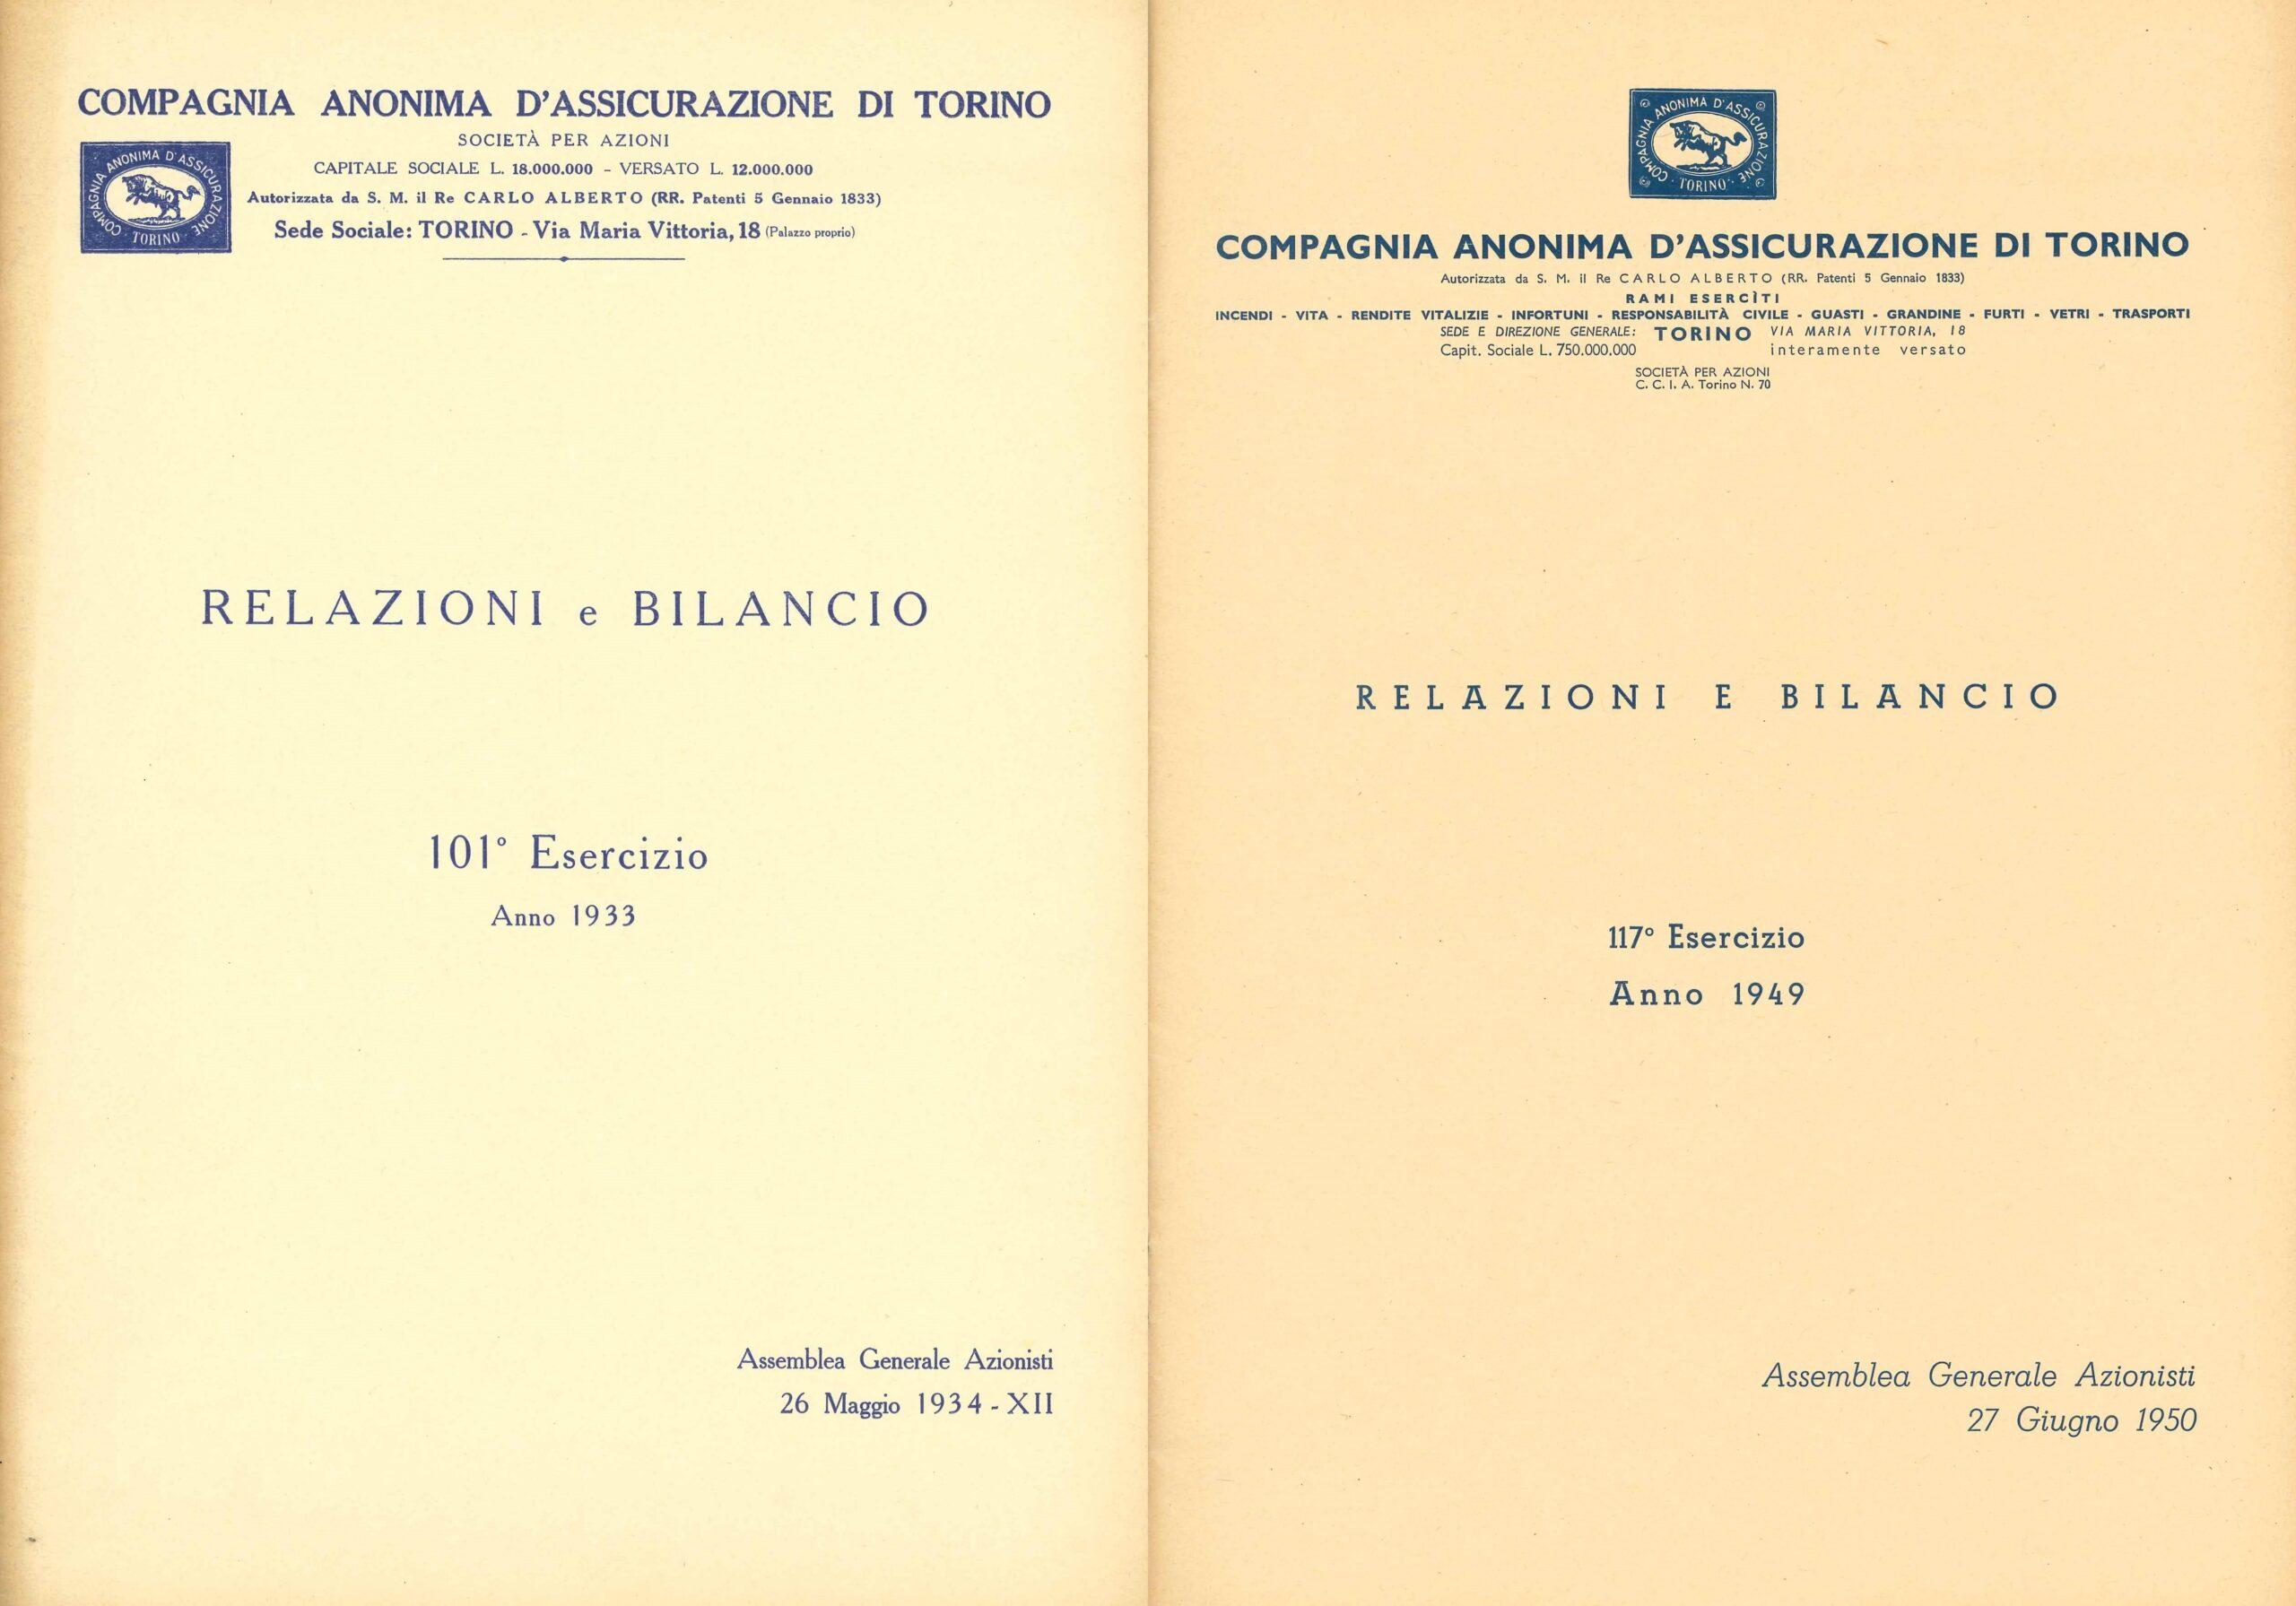 COMPAGNIA ANONIMA D'ASSICURAZIONE DI TORINO
SOCIETÀ PER AZIONI
CAPITALE SOCIALE L. 18.000.000 - VERSATO L. 12.000.000
Autorizzata da S. M. il Re CARLO ALBERTO (RR. Patenti 5 Gennaio 1833)
Sede Sociale: TORINO - Via Maria Vittoria, 18 (Palazzo proprio)
COMPAGNIA ANONIMA D'ASSICURAZIONE
· TORINO ·
RELAZIONI e BILANCIO
101° Esercizio
Anno 1933
Assemblea Generale Azionisti
26 Maggio 1934 - XII
COMPAGNIA ANONIMA D'ASSICURAZIONE
· TORINO ·
COMPAGNIA ANONIMA D'ASSICURAZIONE DI TORINO
Autorizzata da S. M. il Re CARLO ALBERTO (RR. Patenti 5 Gennaio 1833)
RAMI ESERCÌTI
INCENDI - VITA - RENDITE VITALIZIE - INFORTUNI - RESPONSABILITÀ CIVILE - GUASTI - GRANDINE - FURTI - VETRI - TRASPORTI
SEDE E DIREZIONE GENERALE: TORINO VIA MARIA VITTORIA, 18
Capit. Sociale L. 750.000.000 interamente versato
SOCIETÀ PER AZIONI
C. C. I. A. Torino N. 70
RELAZIONI E BILANCIO
117° Esercizio
Anno 1949
Assemblea Generale Azionisti
27 Giugno 1950